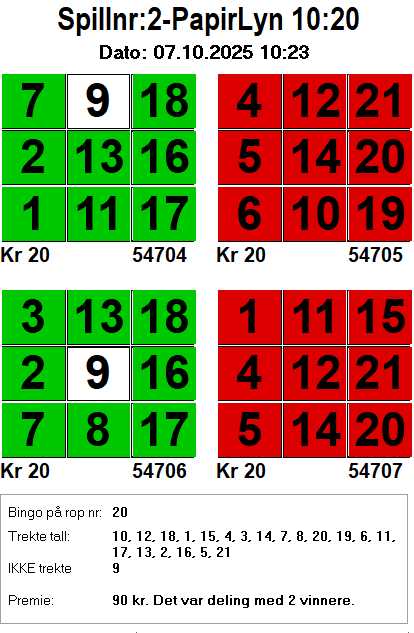 Spillnr:2-PapirLyn 10:20
Dato: 07.10.2025 10:23
7 9 18 4 12 21
2 13 16 5 14 20
1 11 17 6 10 19
Kr 20 54704 Kr 20 54705
3 13 18 1 11 15
2 9 16 4 12 21
7 8 17 5 14 20
Kr 20 54706 Kr 20 54707
Bingo på rop nr: 20
Trekte tall: 10, 12, 18, 1, 15, 4, 3, 14, 7, 8, 20, 19, 6, 11,
17, 13, 2, 16, 5, 21
IKKE trekte 9
Premie: 90 kr. Det var deling med 2 vinnere.